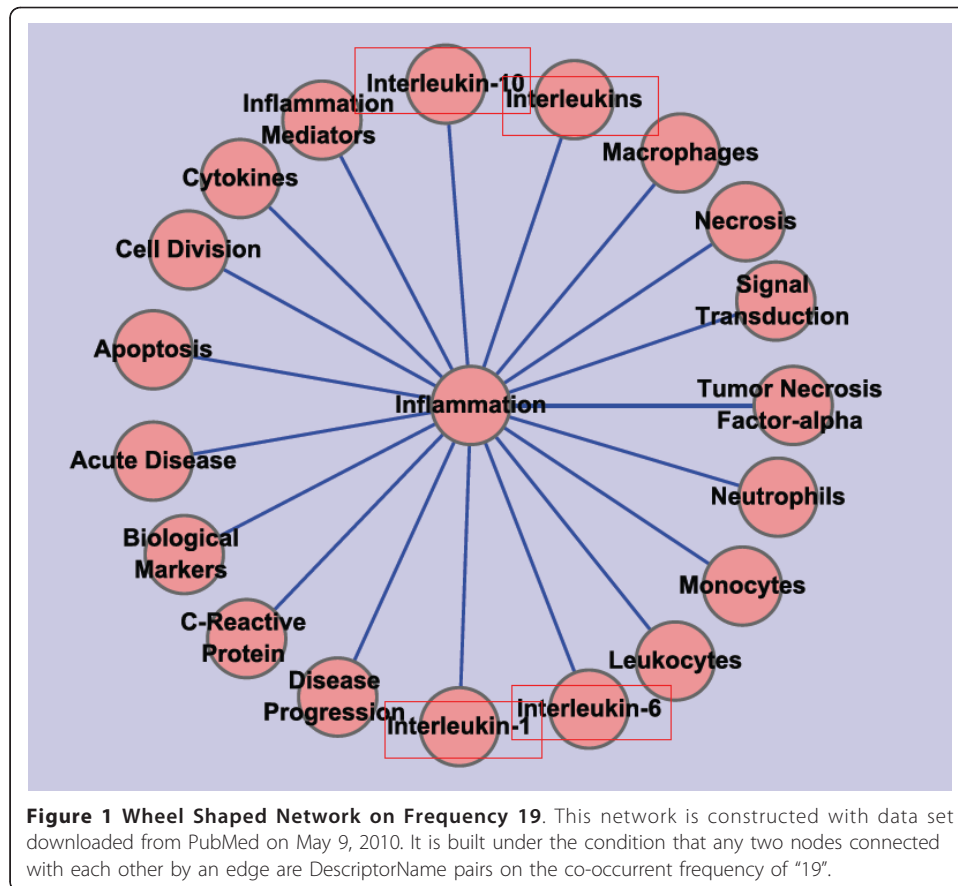 Interleukin-10
Interleukins
Inflammation
Mediators
Macrophages
Cytokines
Necrosis
Cell Division
Signal
Transduction
Apoptosis
Inflammation
Tumor Necrosis
Factor-alpha
Acute Disease
Neutrophils
Biological
Markers
Monocytes
C-Reactive
Protein
Leukocytes
Disease
Progression
Interleukin-1
Interleukin-6
Figure 1 Wheel Shaped Network on Frequency 19. This network is constructed with data set
downloaded from PubMed on May 9, 2010. It is built under the condition that any two nodes connected
with each other by an edge are DescriptorName pairs on the co-occurrent frequency of “19”.